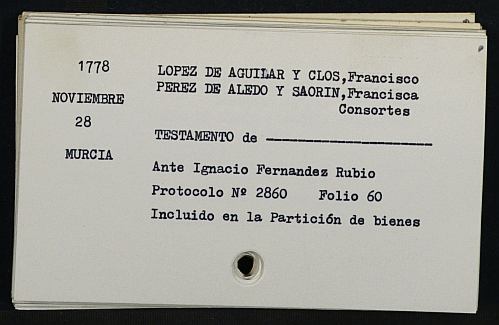 1778
NOVIEMBRE
28
MURCIA
LOPEZ DE AGUILAR Y CLOS,Francisco
PEREZ DE ALEDO Y SAORIN,Francisca
Consortes
TESTAMENTO de --------------------
Ante Ignacio Fernandez Rubio
Protocolo Nº 2860 Folio 60
Incluido en la Partición de bienes